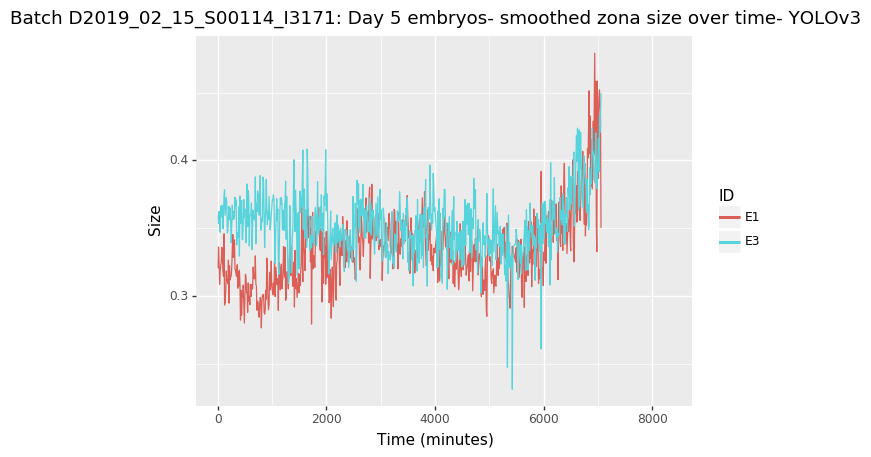 Batch D2019_02_15_S00114_I3171: Day 5 embryos- smoothed zona size over time- YOLOv3
Size
0.4
0.3
0
2000
4000
6000
8000
Time (minutes)
ID
E1
E3